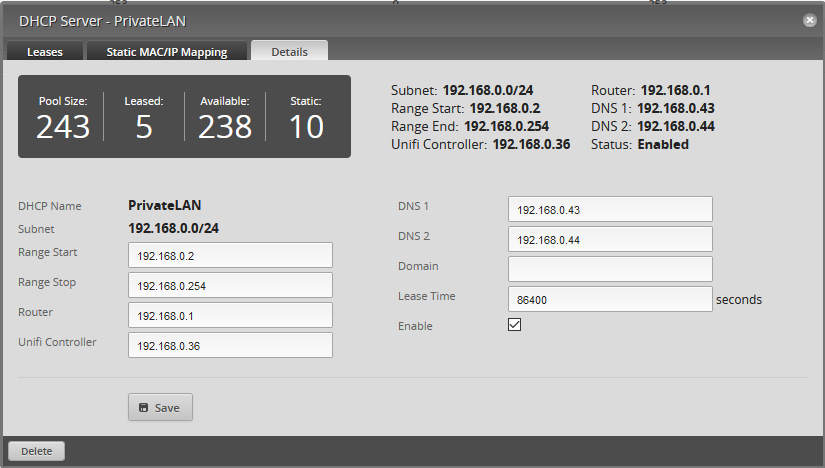 DHCP Server - PrivateLAN
Leases Static MAC/IP Mapping Details
Pool Size: Leased: Available: Static:
243 5 238 10
Subnet: 192.168.0.0/24 Router: 192.168.0.1
Range Start: 192.168.0.2 DNS 1: 192.168.0.43
Range End: 192.168.0.254 DNS 2: 192.168.0.44
Unifi Controller: 192.168.0.36 Status: Enabled
DHCP Name PrivateLAN
Subnet 192.168.0.0/24
Range Start 192.168.0.2
Range Stop 192.168.0.254
Router 192.168.0.1
Unifi Controller 192.168.0.36
DNS 1 192.168.0.43
DNS 2 192.168.0.44
Domain
Lease Time 86400 seconds
Enable
Save
Delete